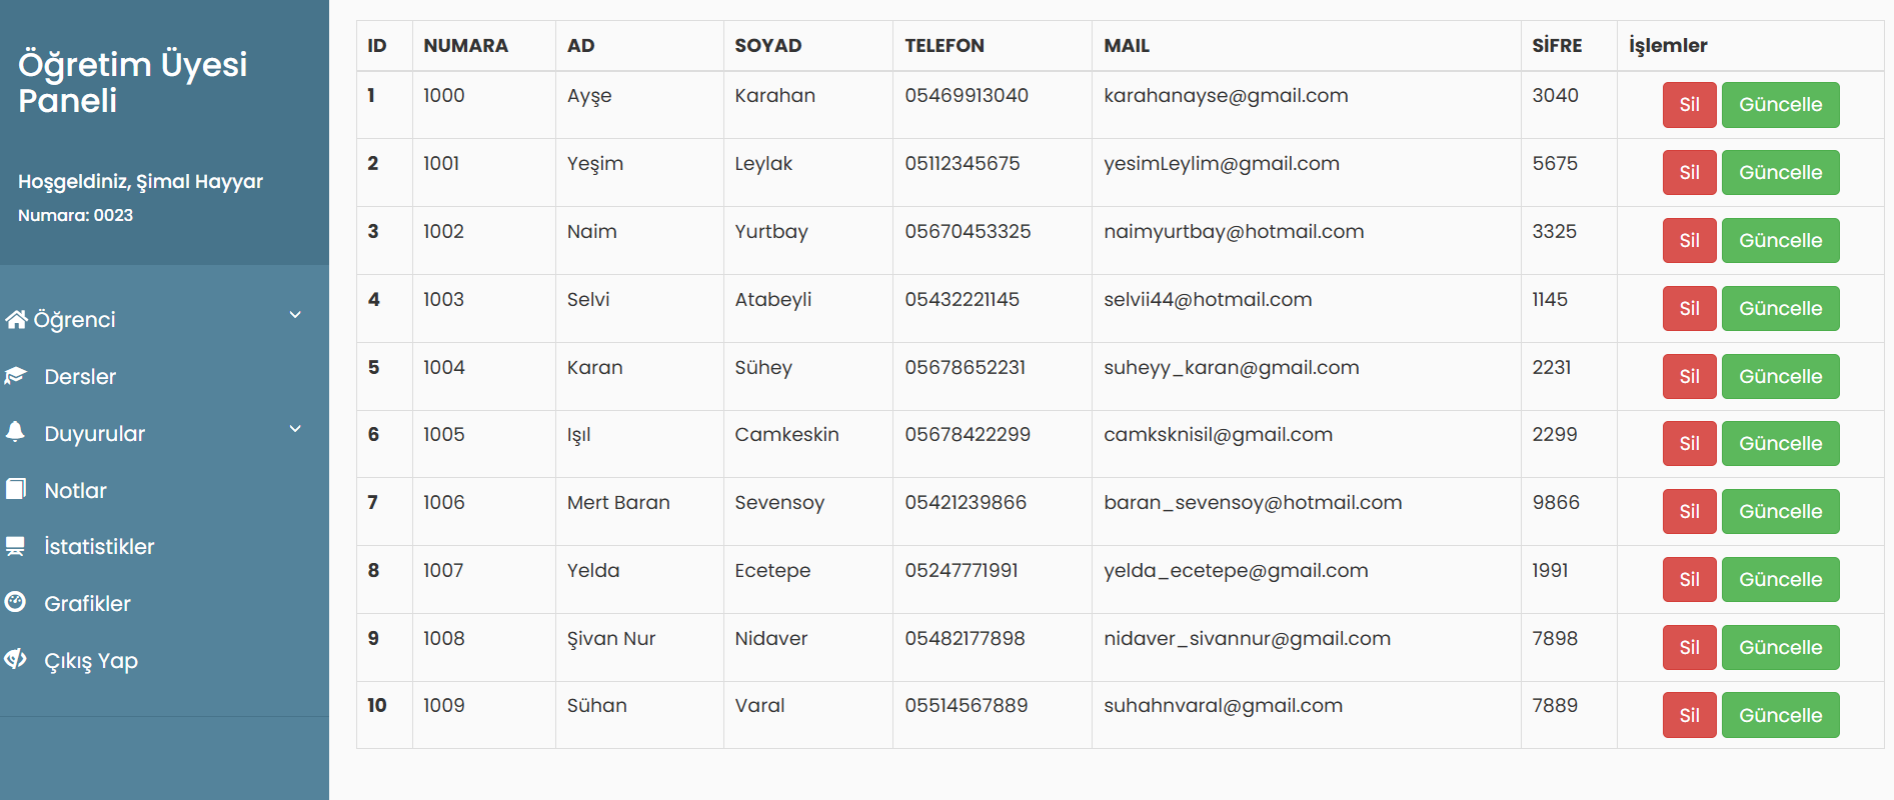 Öğretim Üyesi
Paneli
Hoşgeldiniz, Şimal Hayyar
Numara: 0023
Öğrenci
Dersler
Duyurular
Notlar
İstatistikler
Grafikler
Çıkış Yap
ID NUMARA AD SOYAD TELEFON MAIL SİFRE İşlemler
1 1000 Ayşe Karahan 05469913040 karahanayse@gmail.com 3040 Sil Güncelle
2 1001 Yeşim Leylak 05112345675 yesimLeylim@gmail.com 5675 Sil Güncelle
3 1002 Naim Yurtbay 05670453325 naimyurtbay@hotmail.com 3325 Sil Güncelle
4 1003 Selvi Atabeyli 05432221145 selvii44@hotmail.com 1145 Sil Güncelle
5 1004 Karan Sühey 05678652231 suheyy_karan@gmail.com 2231 Sil Güncelle
6 1005 Işıl Camkeskin 05678422299 camksknisil@gmail.com 2299 Sil Güncelle
7 1006 Mert Baran Sevensoy 05421239866 baran_sevensoy@hotmail.com 9866 Sil Güncelle
8 1007 Yelda Ecetepe 05247771991 yelda_ecetepe@gmail.com 1991 Sil Güncelle
9 1008 Şivan Nur Nidaver 05482177898 nidaver_sivannur@gmail.com 7898 Sil Güncelle
10 1009 Sühan Varal 05514567889 suhahnvaral@gmail.com 7889 Sil Güncelle